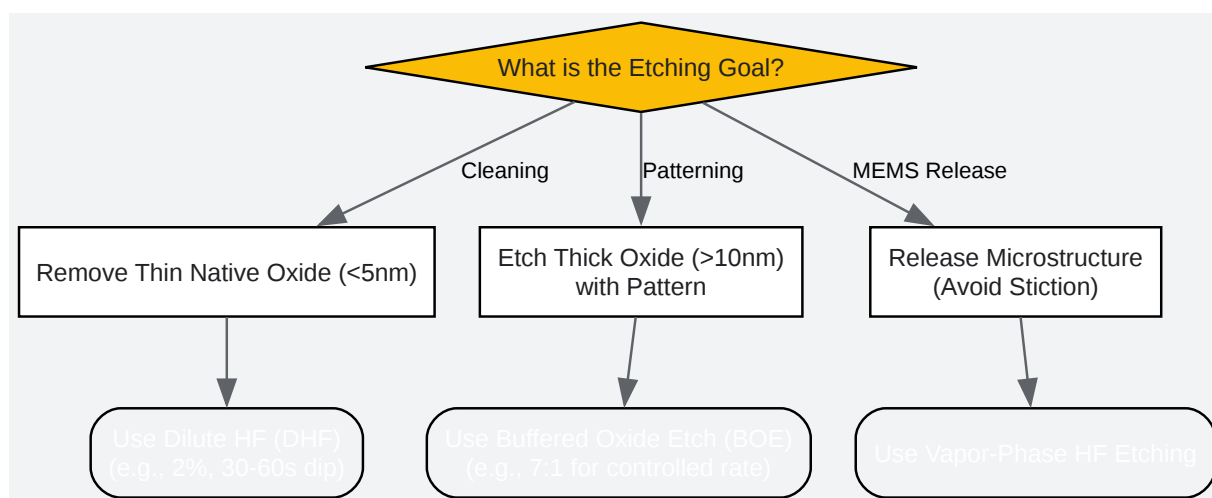 What is the Etching Goal?
Cleaning
Patterning
MEMS Release
Remove Thin Native Oxide (<5nm)
Etch Thick Oxide (>10nm)
with Pattern
Release Microstructure
(Avoid Stiction)
Use Dilute HF (DHF)
(e.g., 2%, 30-60s dip)
Use Buffered Oxide Etch (BOE)
(e.g., 7:1 for controlled rate)
Use Vapor-Phase HF Etching